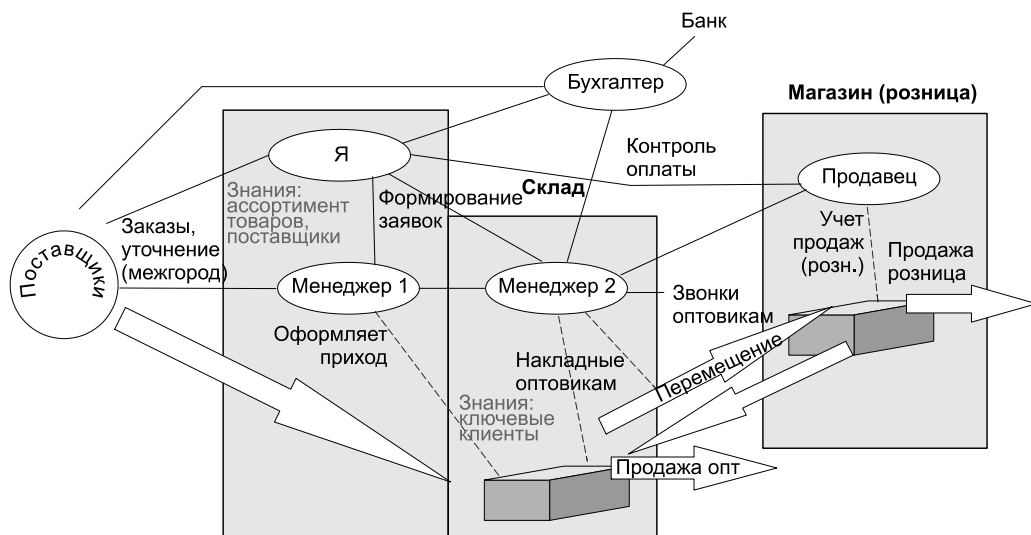 Банк
Бухгалтер
Магазин (розница)
Я
Контроль
оплаты
Продавец
Знания:
ассортимент
товаров,
поставщики
Формирование
заявок
Склад
Заказы,
уточнение
(межгород)
Поставщики
Учет
продаж
(розн.)
Продажа
розница
Менеджер 1
Менеджер 2
Звонки
оптовикам
Оформляет
приход
Накладные
оптовикам
Перемещение
Знания:
ключевые
клиенты
Продажа опт